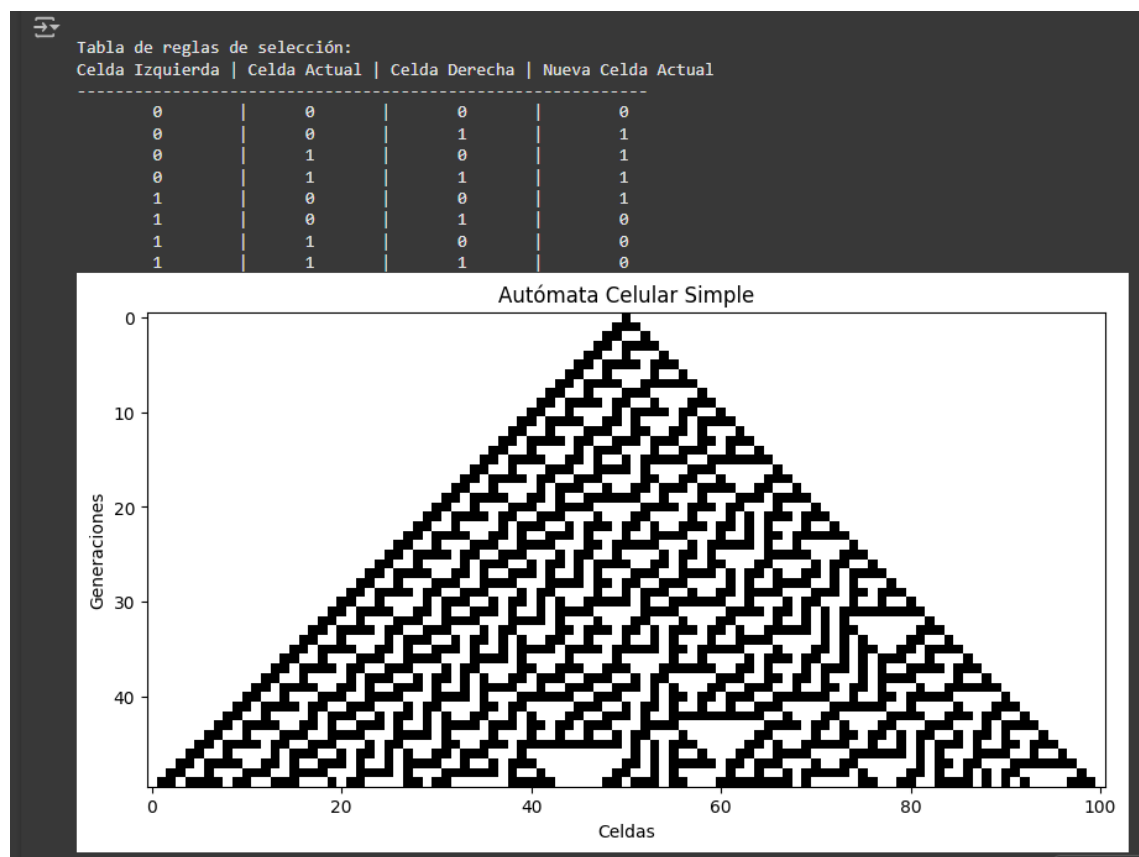 Tabla de reglas de selección:
Celda Izquierda | Celda Actual | Celda Derecha | Nueva Celda Actual
------------------------------------------------------------
0 | 0 | 0 | 0
0 | 0 | 1 | 1
0 | 1 | 0 | 1
0 | 1 | 1 | 1
1 | 0 | 0 | 1
1 | 0 | 1 | 0
1 | 1 | 0 | 0
1 | 1 | 1 | 0
Autómata Celular Simple
0
10
20
30
40
Generaciones
0 20 40 60 80 100
Celdas